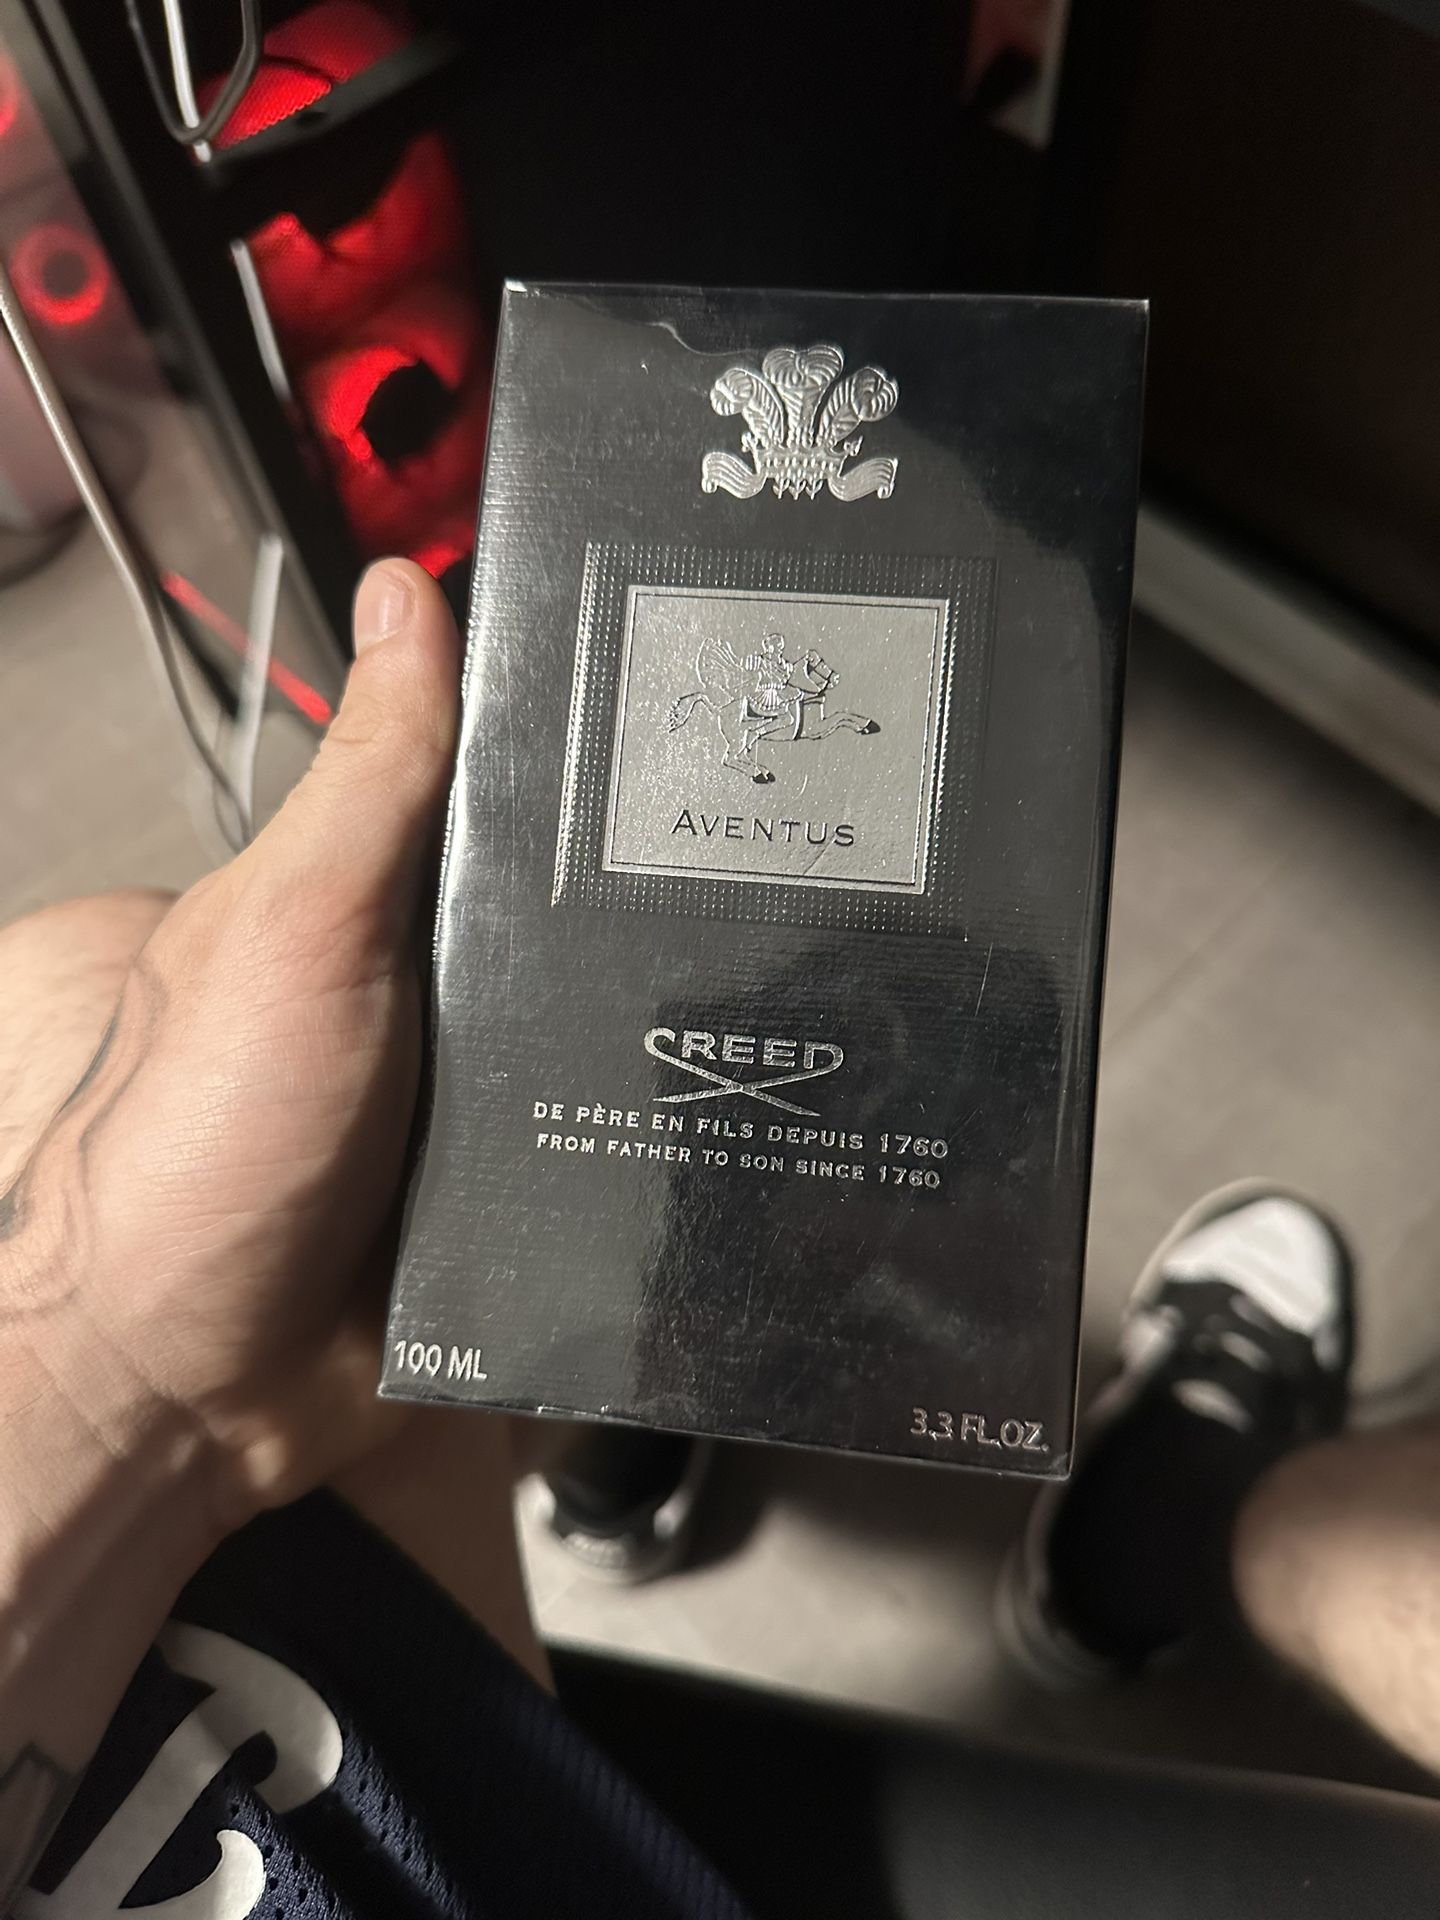 AVENTUS
CREED
DE PÈRE EN FILS DEPUIS 1760
FROM FATHER TO SON SINCE 1760
100 ML
3.3 FL.OZ.